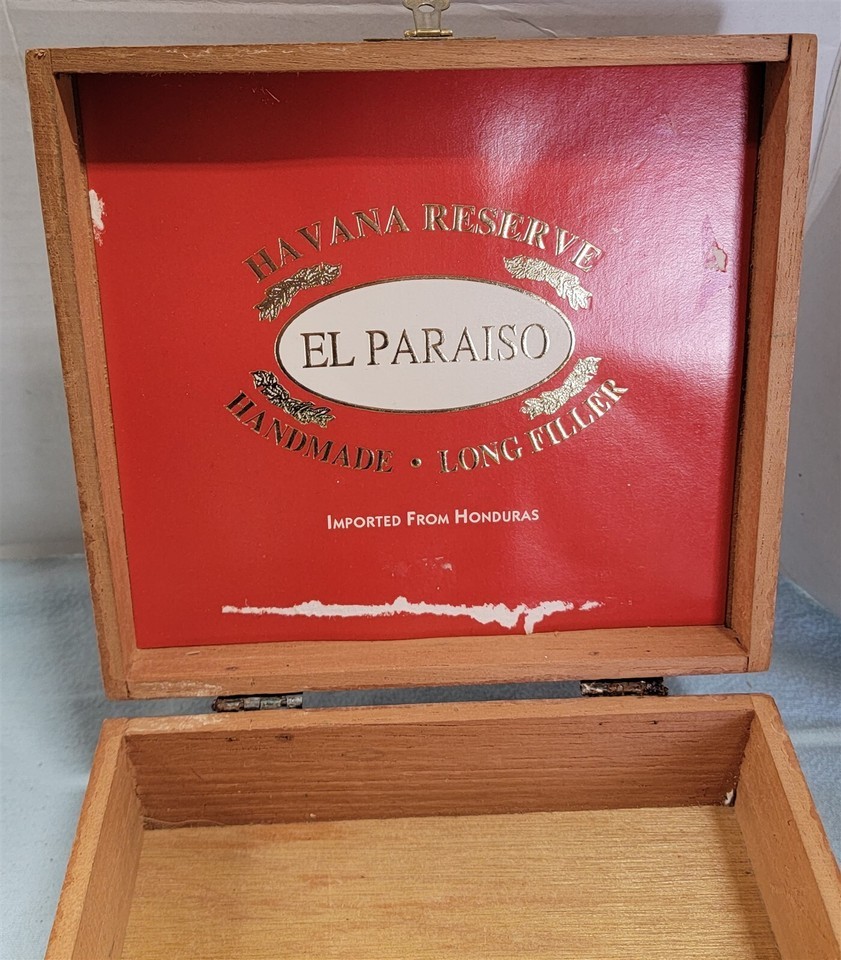 HAVANA RESERVE
EL PARAISO
HANDMADE • LONG FILLER
IMPORTED FROM HONDURAS